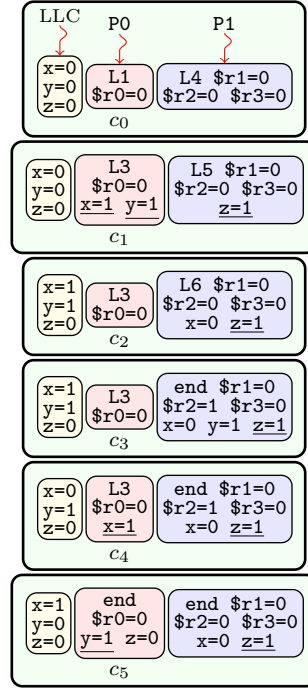 LLC
P0 P1
x=0
y=0
z=0
L1
$r0=0
L4 $r1=0
$r2=0 $r3=0
c0
x=0
y=0
z=0
L3
$r0=0
x=1 y=1
L5 $r1=0
$r2=0 $r3=0
z=1
c1
x=1
y=1
z=0
L3
$r0=0
L6 $r1=0
$r2=0 $r3=0
x=0 z=1
c2
x=1
y=1
z=0
L3
$r0=0
end $r1=0
$r2=1 $r3=0
x=0 y=1 z=1
c3
x=0
y=1
z=0
L3
$r0=0
x=1
end $r1=0
$r2=1 $r3=0
x=0 z=1
c4
x=1
y=0
z=0
end
$r0=0
y=1 z=0
end $r1=0
$r2=0 $r3=0
x=0 z=1
c5